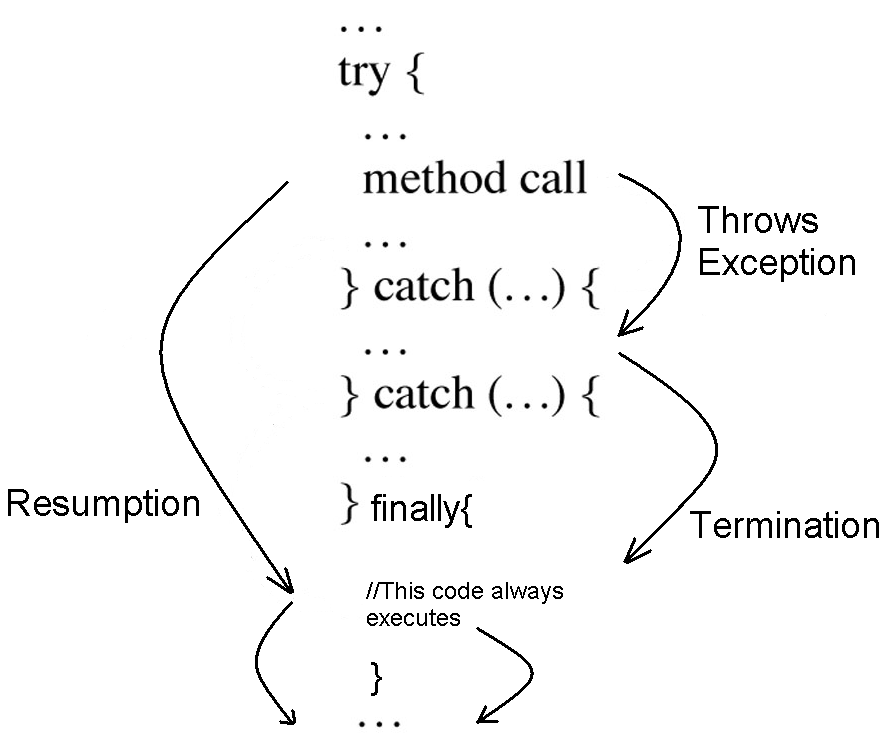 ...
try {
...
method call
Throws
Exception
...
} catch (...) {
...
} catch (...) {
...
Resumption
} finally{
Termination
//This code always
executes
}
...